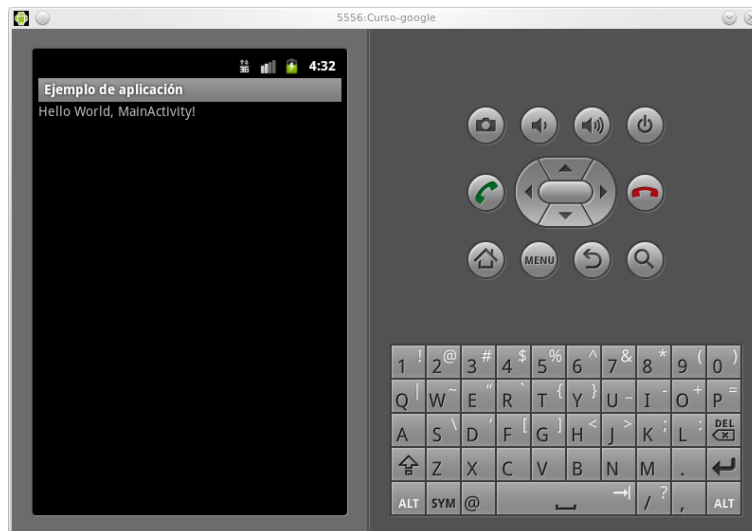 5556:Curso-google
3G 4:32
Ejemplo de aplicación
Hello World, MainActivity!
MENU
1 ! 2 @ 3 # 4 $ 5 % 6 ^ 7 & 8 * 9 ( 0 )
Q | W ~ E “ R ` T { Y } U _ I - O + P =
A S \ D ‘ F [ G ] H < J > K ; L : DEL
Z X C V B N M .
ALT SYM @ / ? , ALT